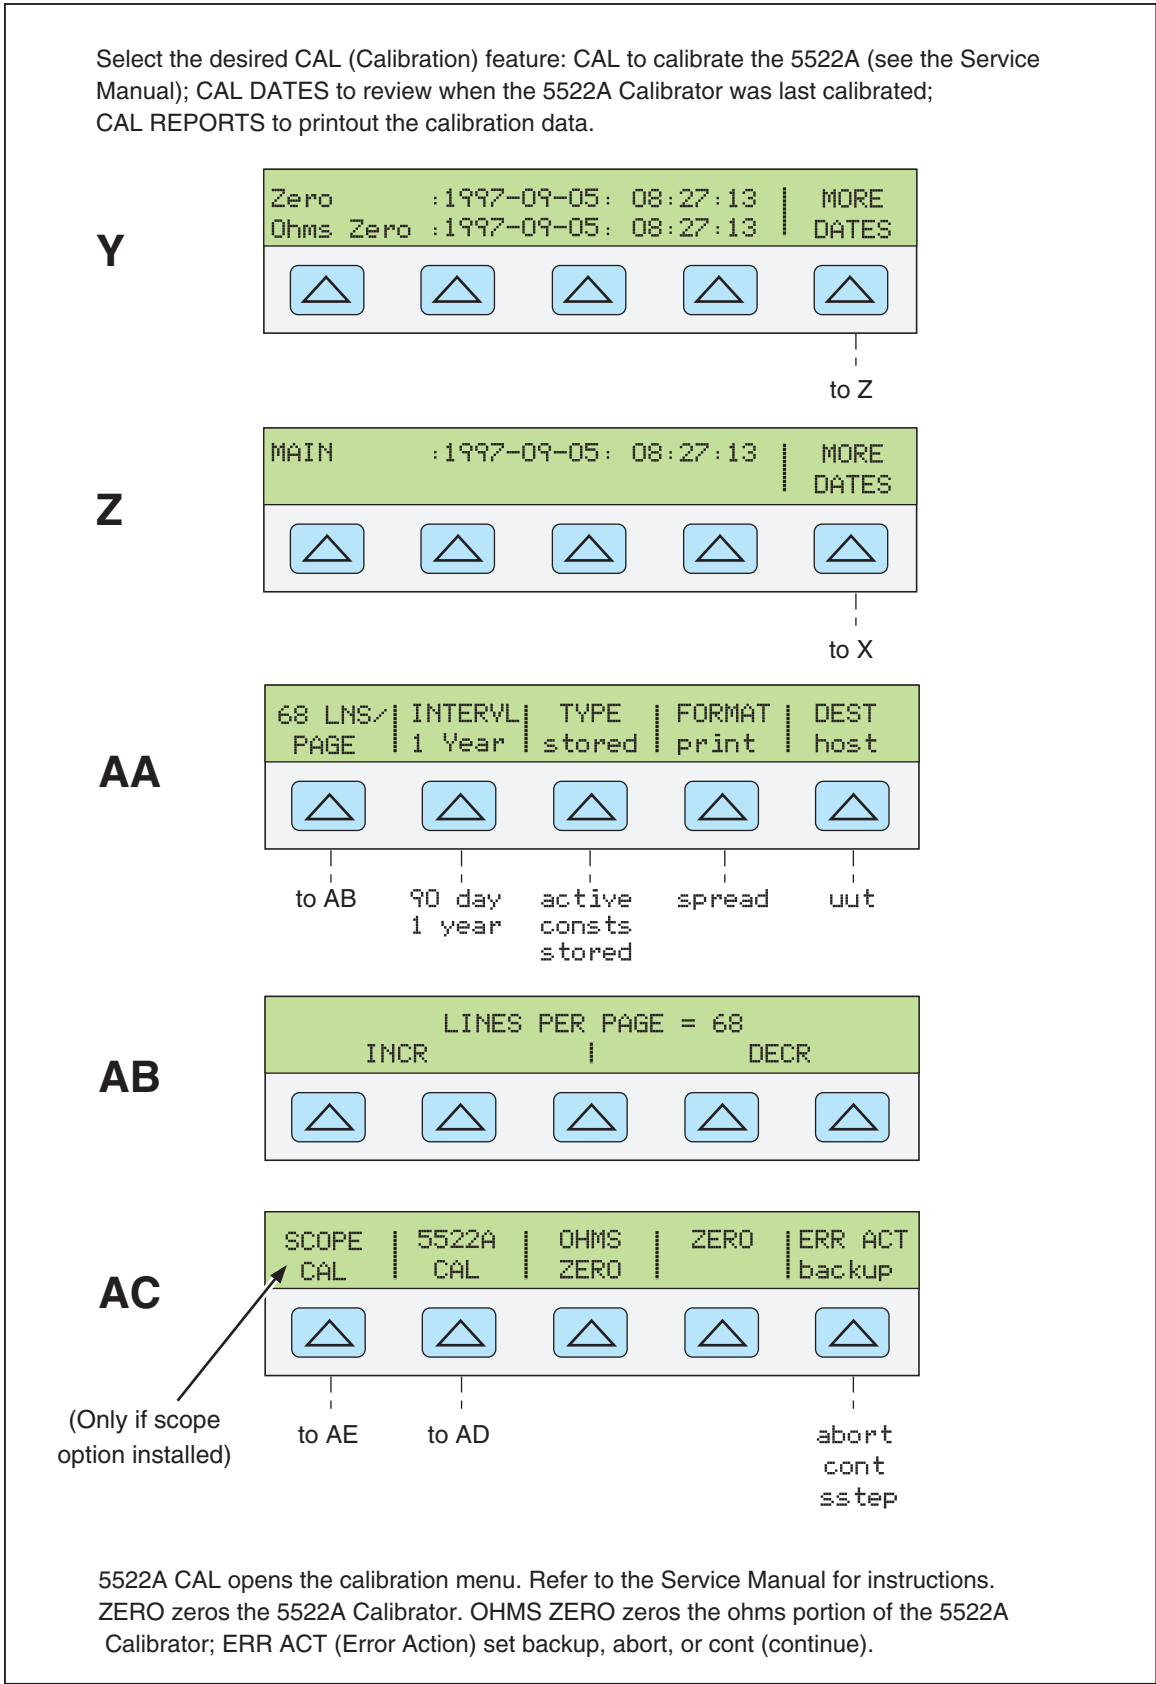 Select the desired CAL (Calibration) feature: CAL to calibrate the 5522A (see the Service
Manual); CAL DATES to review when the 5522A Calibrator was last calibrated;
CAL REPORTS to printout the calibration data.
Y
Zero :1997-09-05: 08:27:13 MORE
Ohms Zero :1997-09-05: 08:27:13 DATES
to Z
Z
MAIN :1997-09-05: 08:27:13 MORE
DATES
to X
AA
68 LNS/ INTERVL TYPE FORMAT DEST
PAGE 1 Year stored print host
to AB 90 day active spread uut
1 year consts
stored
AB
LINES PER PAGE = 68
INCR DECR
AC
SCOPE 5522A OHMS ZERO ERR ACT
CAL CAL ZERO backup
(Only if scope
option installed)
to AE to AD abort
cont
sstep
5522A CAL opens the calibration menu. Refer to the Service Manual for instructions.
ZERO zeros the 5522A Calibrator. OHMS ZERO zeros the ohms portion of the 5522A
Calibrator; ERR ACT (Error Action) set backup, abort, or cont (continue).